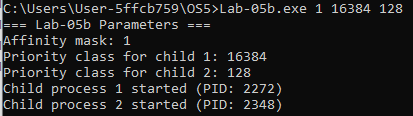 C:\Users\User-5ffcb759\OS5>Lab-05b.exe 1 16384 128
=== Lab-05b Parameters ===
Affinity mask: 1
Priority class for child 1: 16384
Priority class for child 2: 128
Child process 1 started (PID: 2272)
Child process 2 started (PID: 2348)